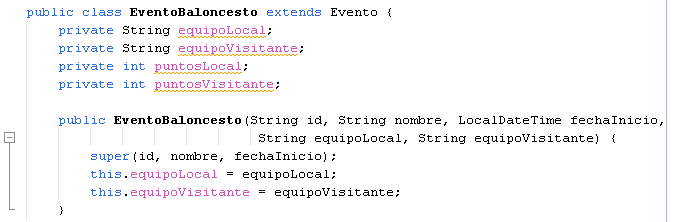 public class EventoBaloncesto extends Evento {
private String equipoLocal;
private String equipoVisitante;
private int puntosLocal;
private int puntosVisitante;
public EventoBaloncesto(String id, String nombre, LocalDateTime fechaInicio,
String equipoLocal, String equipoVisitante) {
super(id, nombre, fechaInicio);
this.equipoLocal = equipoLocal;
this.equipoVisitante = equipoVisitante;
}